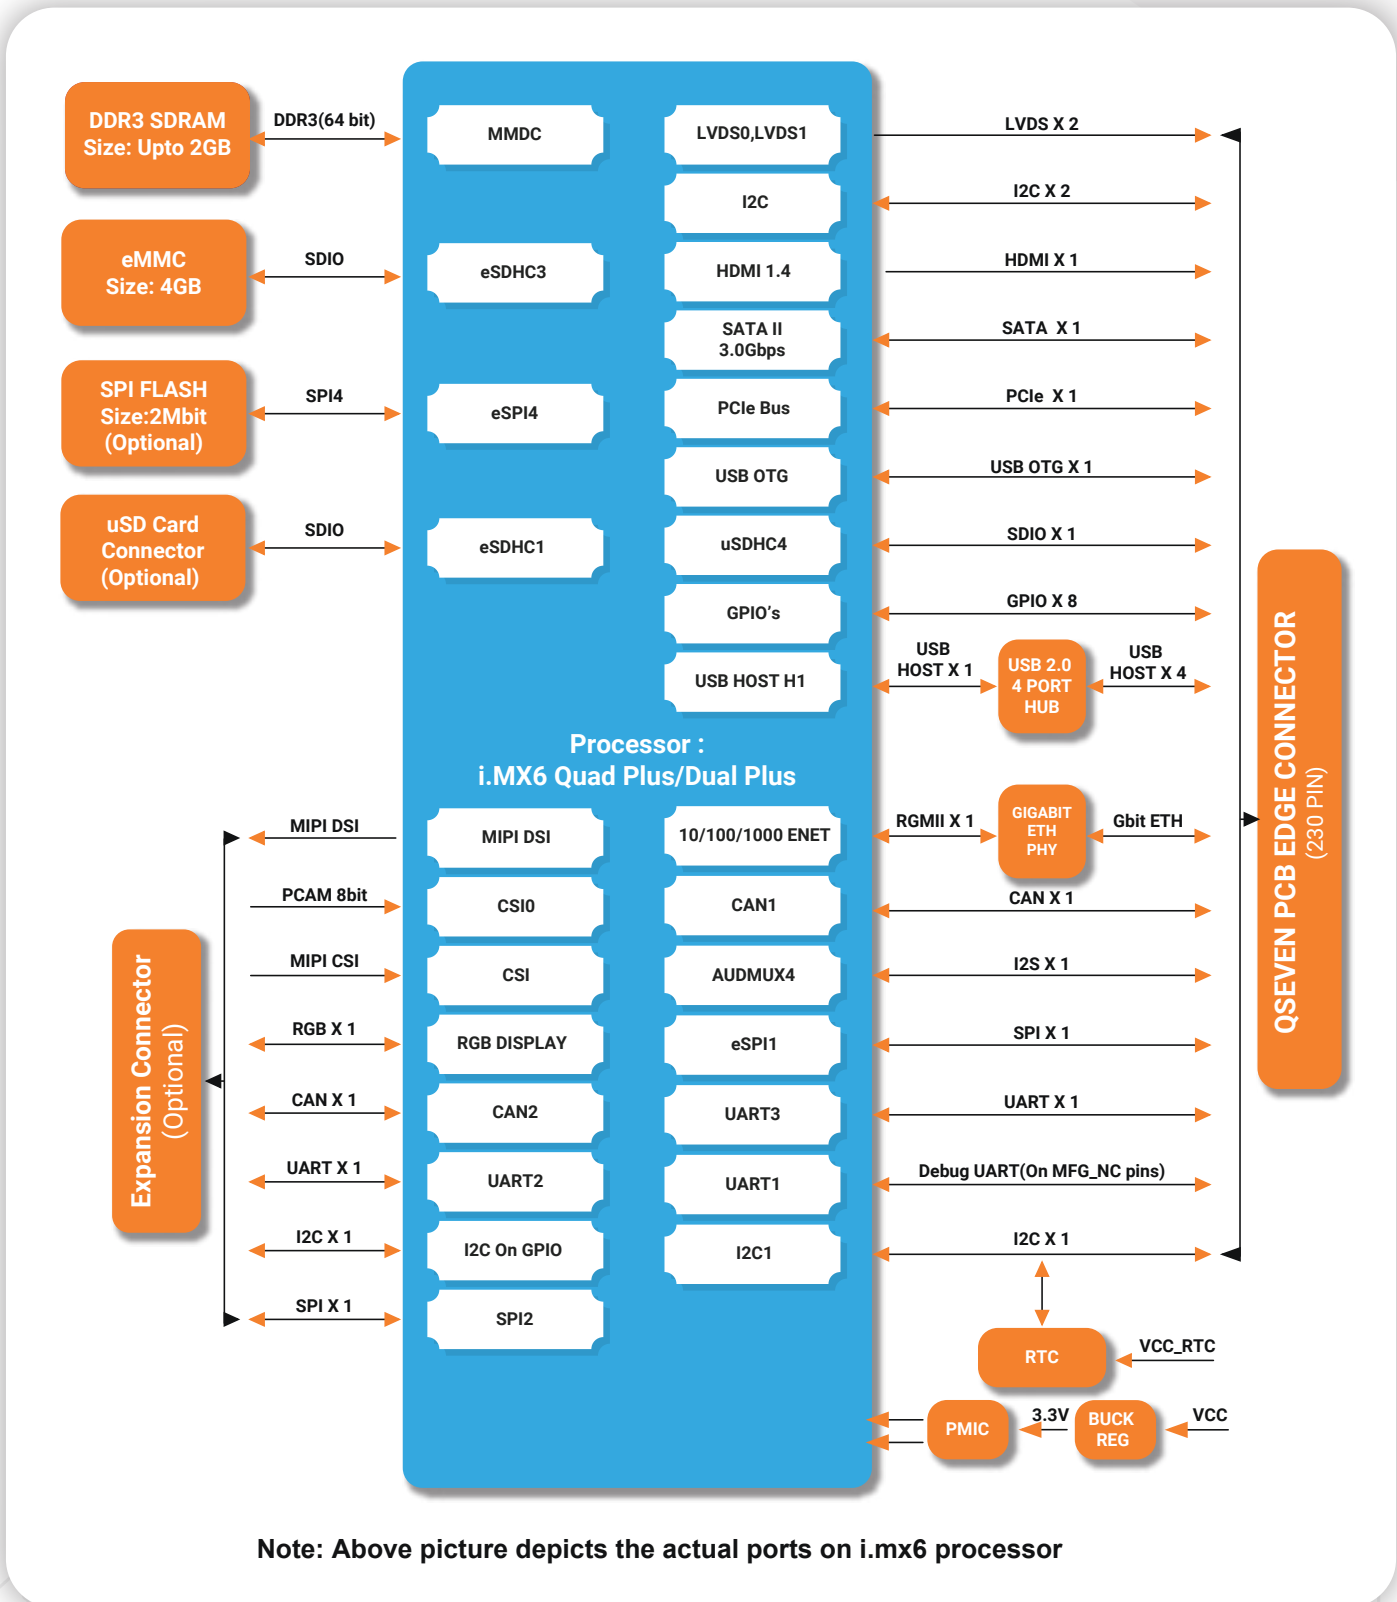 DDR3 SDRAM
Size: Upto 2GB
DDR3(64 bit)
MMDC
eMMC
Size: 4GB
SDIO
eSDHC3
SPI FLASH
Size:2Mbit
(Optional)
SPI4
eSPI4
uSD Card
Connector
(Optional)
SDIO
eSDHC1
LVDS0,LVDS1
LVDS X 2
I2C
I2C X 2
HDMI 1.4
HDMI X 1
SATA II
3.0Gbps
SATA X 1
PCIe Bus
PCIe X 1
USB OTG
USB OTG X 1
uSDHC4
SDIO X 1
GPIO’s
GPIO X 8
USB HOST H1
USB
HOST X 1
USB 2.0
4 PORT
HUB
USB
HOST X 4
Processor :
i.MX6 Quad Plus/Dual Plus
MIPI DSI
MIPI DSI
PCAM 8bit
CSI0
MIPI CSI
CSI
RGB X 1
RGB DISPLAY
CAN X 1
CAN2
UART X 1
UART2
I2C X 1
I2C On GPIO
SPI X 1
SPI2
Expansion Connector
(Optional)
10/100/1000 ENET
RGMII X 1
GIGABIT
ETH
PHY
Gbit ETH
CAN1
CAN X 1
AUDMUX4
I2S X 1
eSPI1
SPI X 1
UART3
UART X 1
UART1
Debug UART(On MFG_NC pins)
I2C1
I2C X 1
QSEVEN PCB EDGE CONNECTOR
(230 PIN)
RTC
VCC_RTC
PMIC
3.3V
BUCK
REG
VCC
Note: Above picture depicts the actual ports on i.mx6 processor